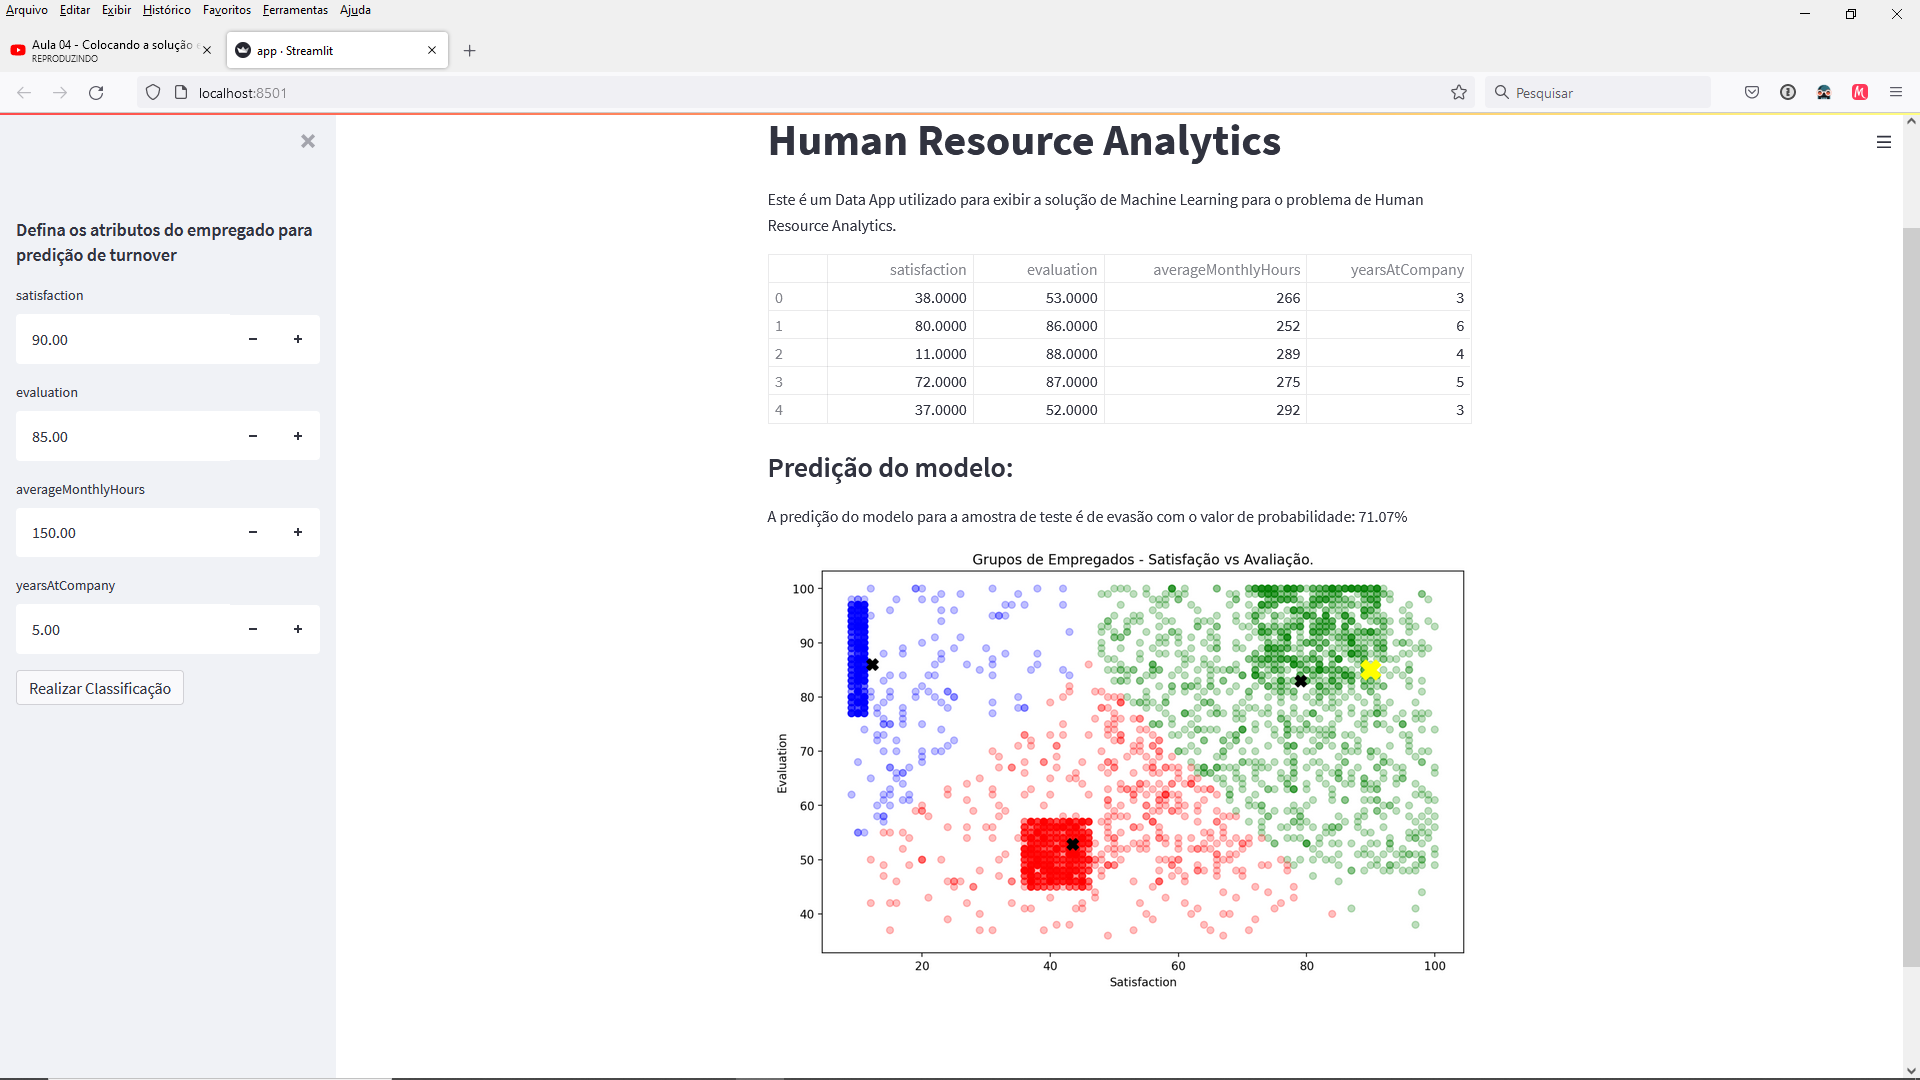 Arquivo Editar Exibir Histórico Favoritos Ferramentas Ajuda
Aula 04 - Colocando a solução
REPRODUZINDO
app · Streamlit
localhost:8501
Pesquisar
Defina os atributos do empregado para
predição de turnover
satisfaction
90.00
evaluation
85.00
averageMonthlyHours
150.00
yearsAtCompany
5.00
Realizar Classificação
Human Resource Analytics
Este é um Data App utilizado para exibir a solução de Machine Learning para o problema de Human
Resource Analytics.
satisfaction evaluation averageMonthlyHours yearsAtCompany
0 38.0000 53.0000 266 3
1 80.0000 86.0000 252 6
2 11.0000 88.0000 289 4
3 72.0000 87.0000 275 5
4 37.0000 52.0000 292 3
Predição do modelo:
A predição do modelo para a amostra de teste é de evasão com o valor de probabilidade: 71.07%
Grupos de Empregados - Satisfação vs Avaliação.
Evaluation
100
90
80
70
60
50
40
20 40 60 80 100
Satisfaction